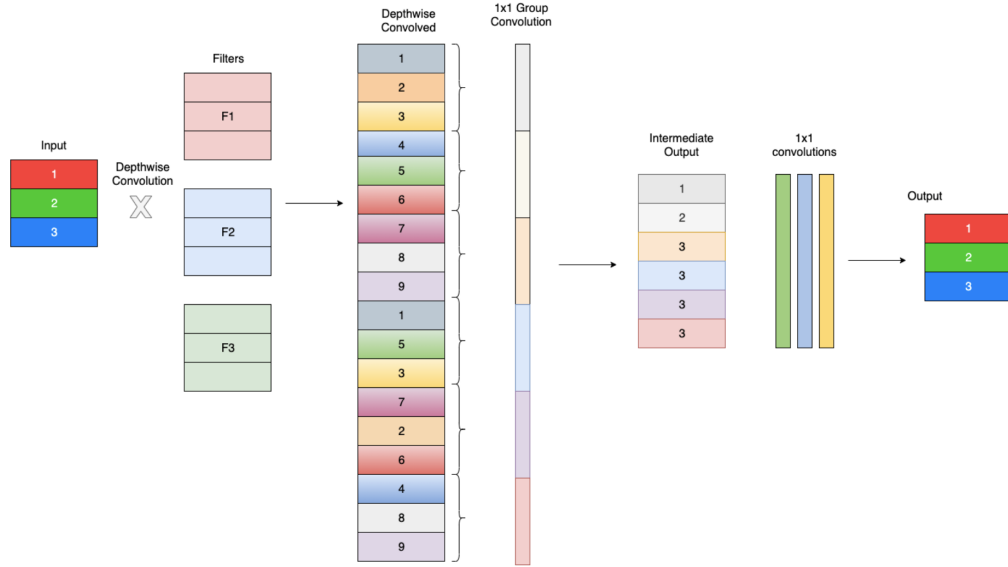 Input
1
2
3
Depthwise
Convolution
X
Filters
F1
F2
F3
Depthwise
Convolved
1
2
3
4
5
6
7
8
9
1
5
3
7
2
6
4
8
9
1x1 Group
Convolution
Intermediate
Output
1
2
3
3
3
3
1x1
convolutions
Output
1
2
3